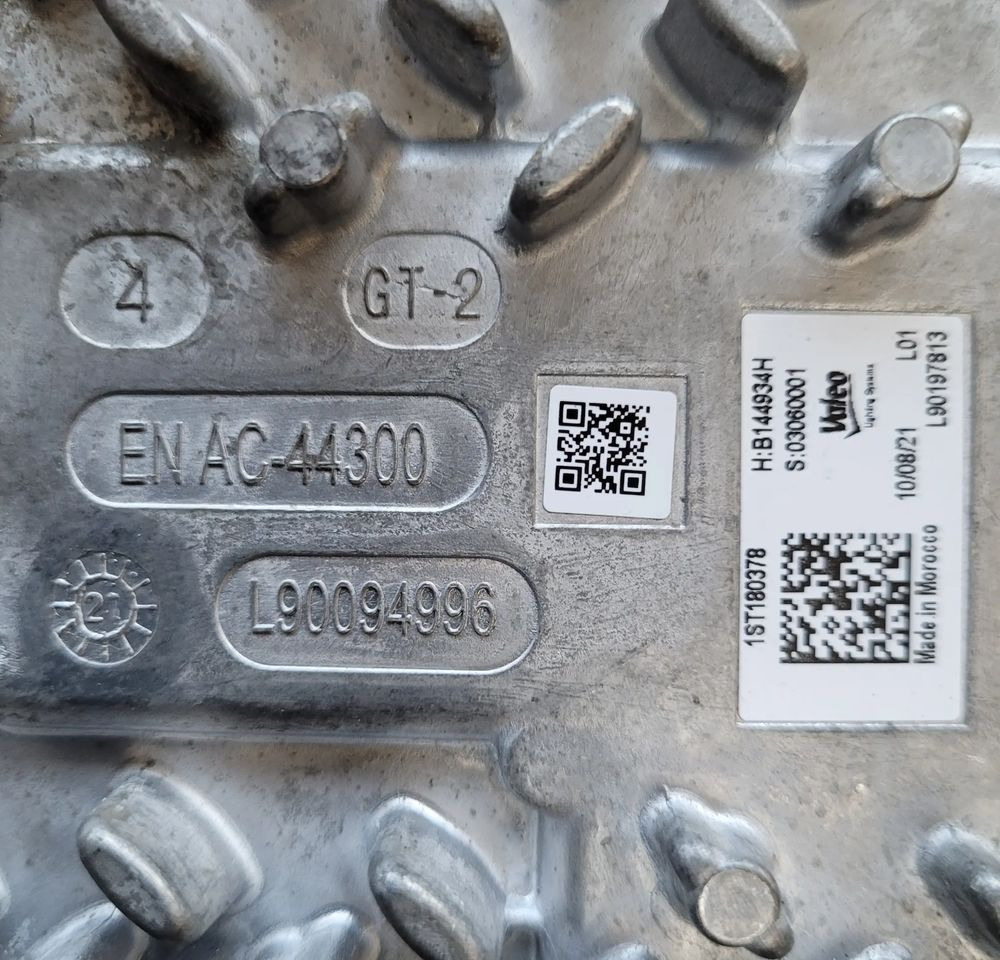 4
GT-2
EN AC-44300
21
L90094996
H:B144934H
S:03060001
Valeo
Lighting Systems
10/08/21 L01
L90197813
1ST180378
Made in Morocco